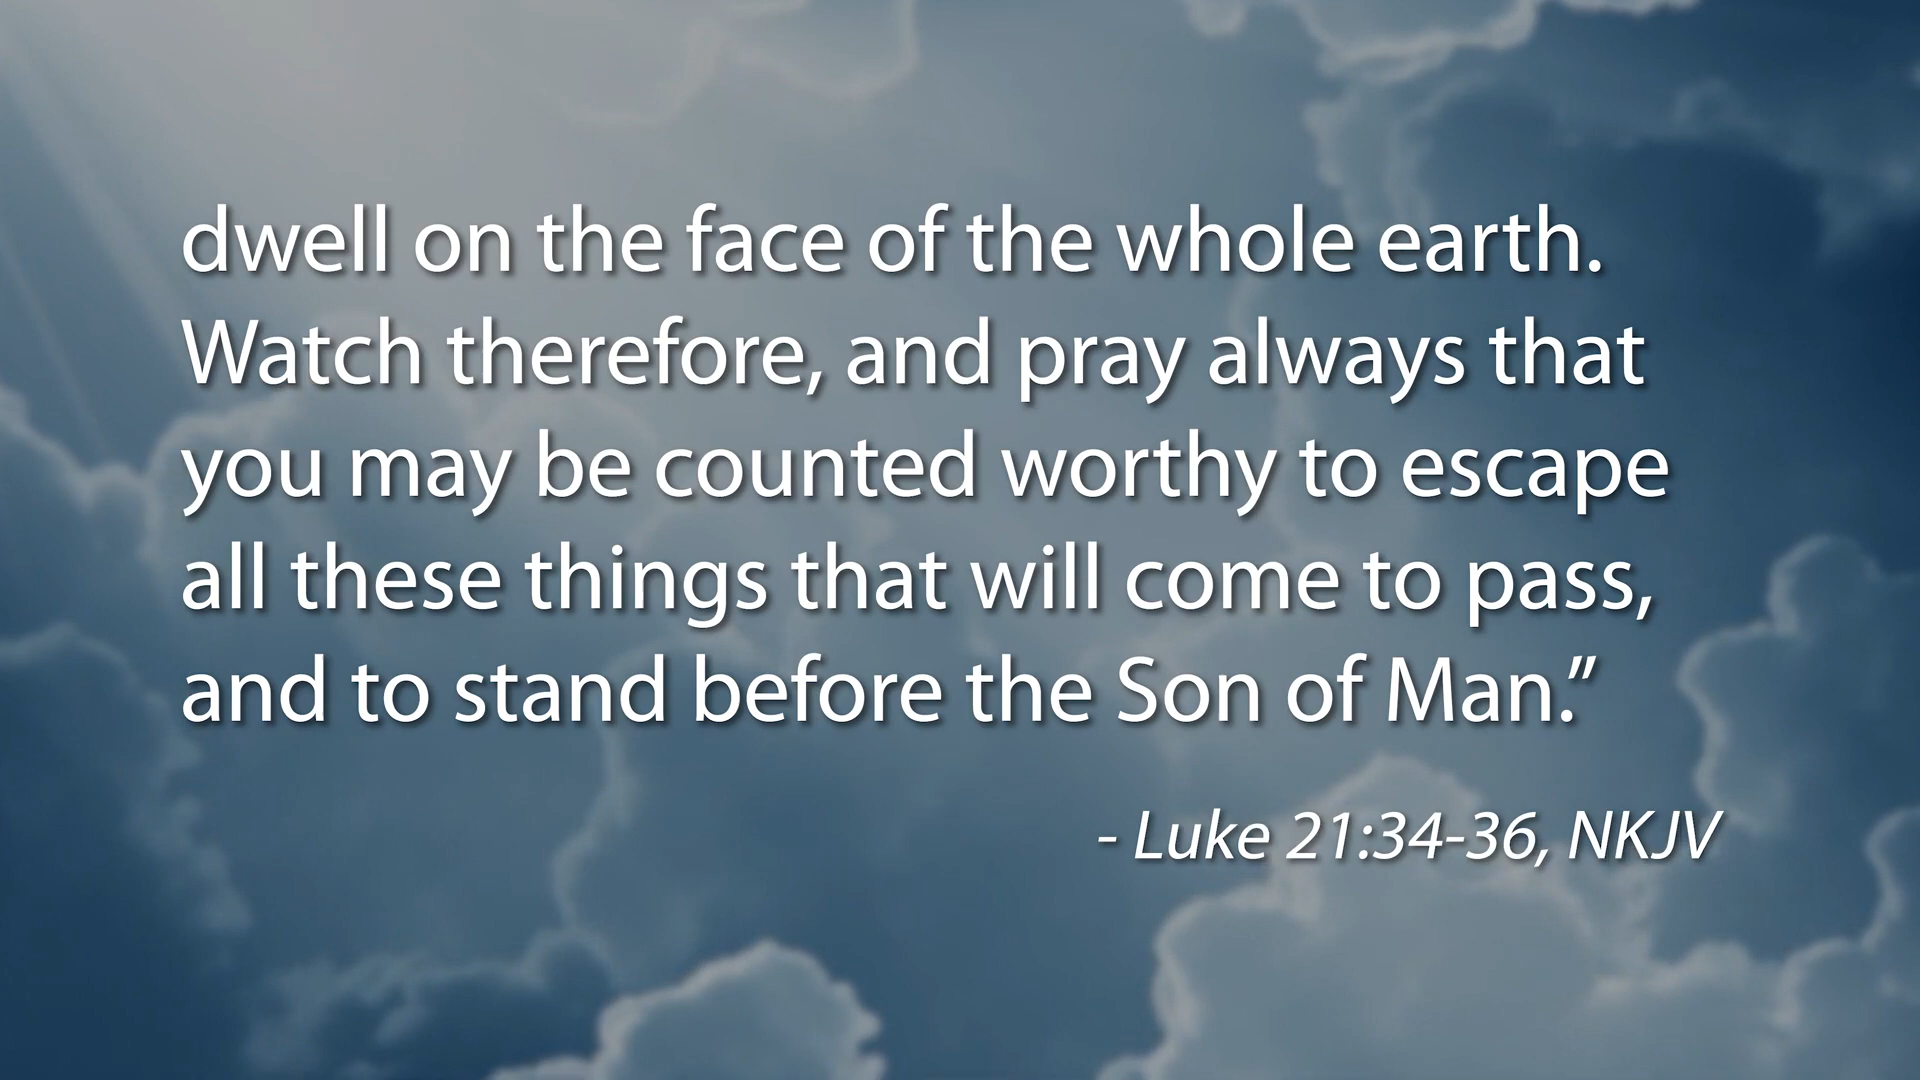 dwell on the face of the whole earth.
Watch therefore, and pray always that
you may be counted worthy to escape
all these things that will come to pass,
and to stand before the Son of Man.”
- Luke 21:34-36, NKJV